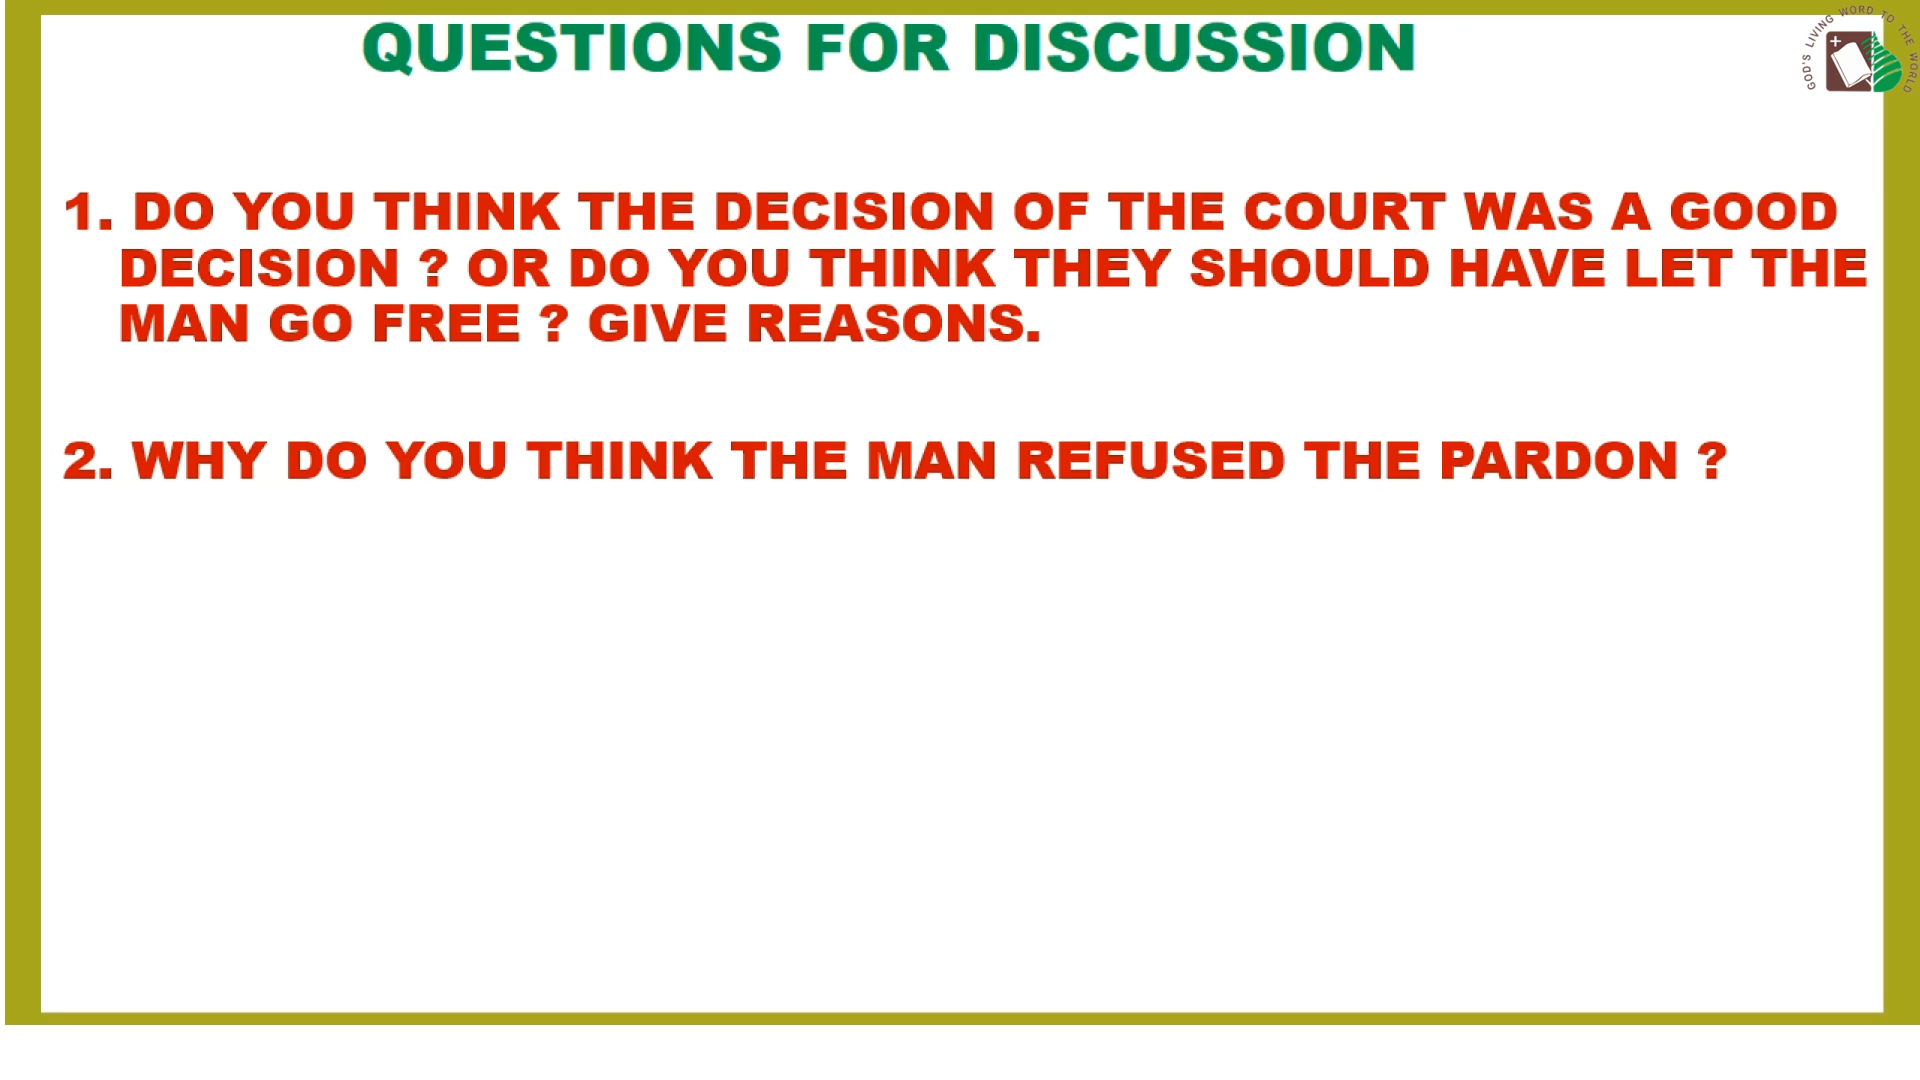 QUESTIONS FOR DISCUSSION
GOD'S LIVING WORD TO THE WORLD
1. DO YOU THINK THE DECISION OF THE COURT WAS A GOOD
DECISION ? OR DO YOU THINK THEY SHOULD HAVE LET THE
MAN GO FREE ? GIVE REASONS.
2. WHY DO YOU THINK THE MAN REFUSED THE PARDON ?